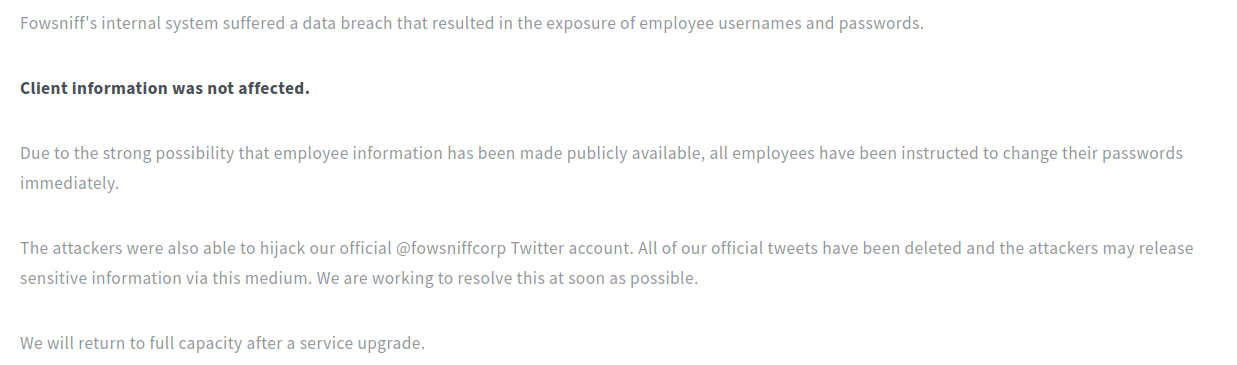 Fowsniff's internal system suffered a data breach that resulted in the exposure of employee usernames and passwords.
Client information was not affected.
Due to the strong possibility that employee information has been made publicly available, all employees have been instructed to change their passwords
immediately.
The attackers were also able to hijack our official @fowsniffcorp Twitter account. All of our official tweets have been deleted and the attackers may release
sensitive information via this medium. We are working to resolve this at soon as possible.
We will return to full capacity after a service upgrade.